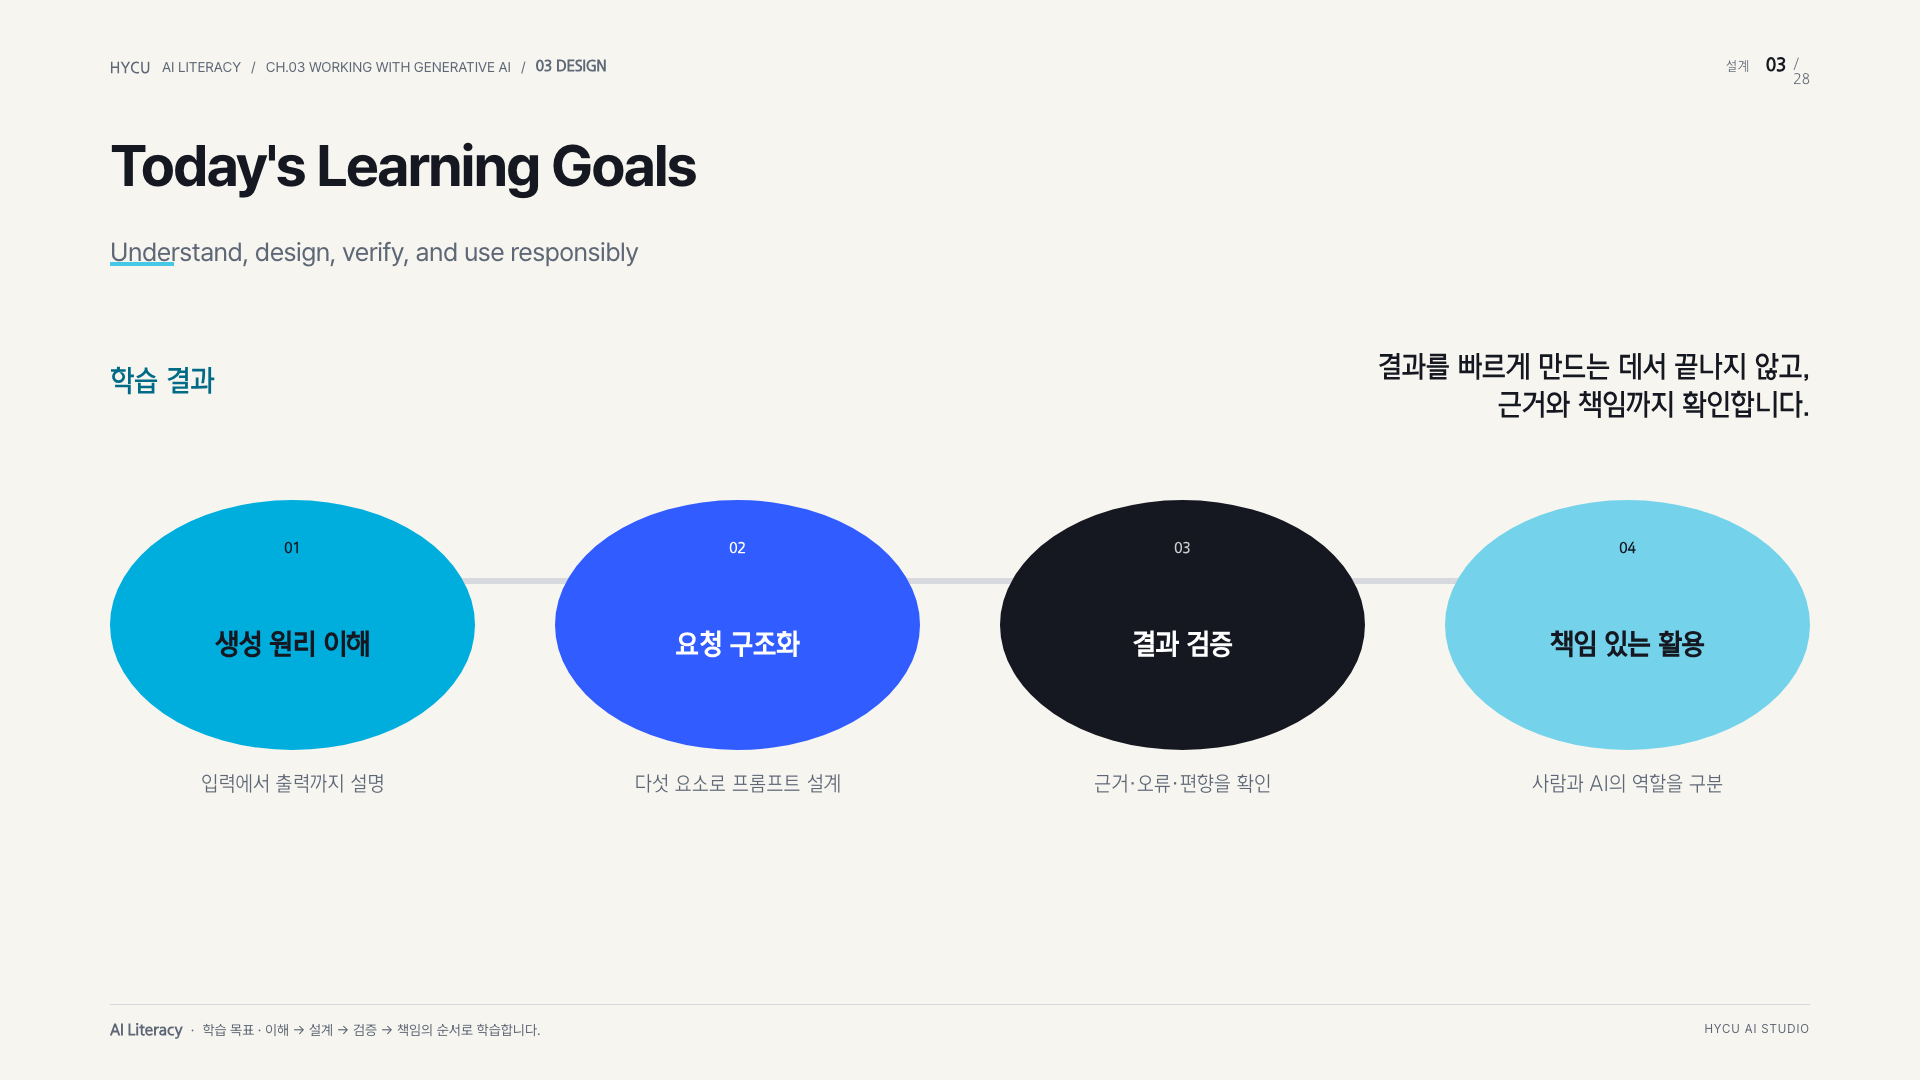 HYCU AI LITERACY / CH.03 WORKING WITH GENERATIVE AI / 03 DESIGN
설계 03 / 28
Today's Learning Goals
Understand, design, verify, and use responsibly
학습 결과
결과를 빠르게 만드는 데서 끝나지 않고,
근거와 책임까지 확인합니다.
01
생성 원리 이해
입력에서 출력까지 설명
02
요청 구조화
다섯 요소로 프롬프트 설계
03
결과 검증
근거·오류·편향을 확인
04
책임 있는 활용
사람과 AI의 역할을 구분
AI Literacy · 학습 목표 · 이해 → 설계 → 검증 → 책임의 순서로 학습합니다.
HYCU AI STUDIO